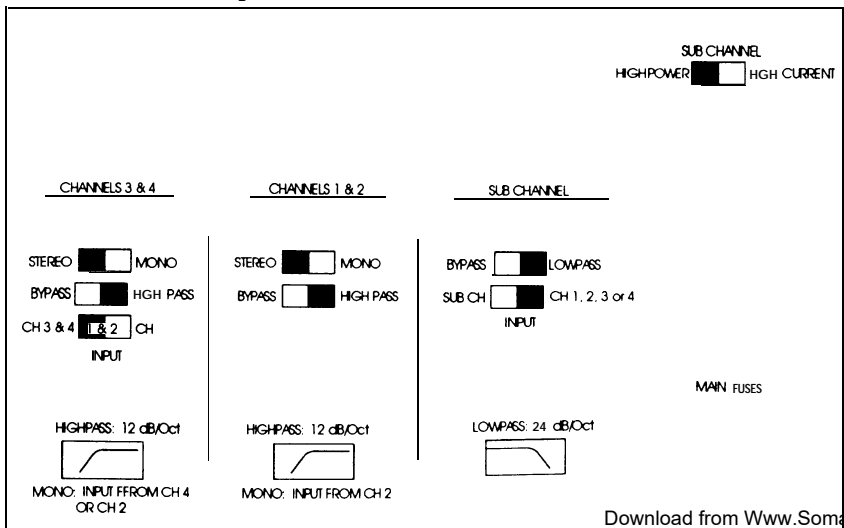 SUB CHANNEL
HIGHPOWER HGH CURRENT
CHANNELS 3 & 4 CHANNELS 1 & 2 SUB CHANNEL
STEREO MONO STEREO MONO BYPASS LOWPASS
BYPASS HGH PASS BYPASS HIGH PASS SUB CH CH 1, 2, 3 or 4
CH 3 & 4 1 & 2 CH INPUT
INPUT
MAIN FUSES
HIGHPASS: 12 dB/Oct HIGHPASS: 12 dB/Oct LOWPASS: 24 dB/Oct
MONO: INPUT FFROM CH 4 MONO: INPUT FROM CH 2
OR CH 2
Download from Www.Soma